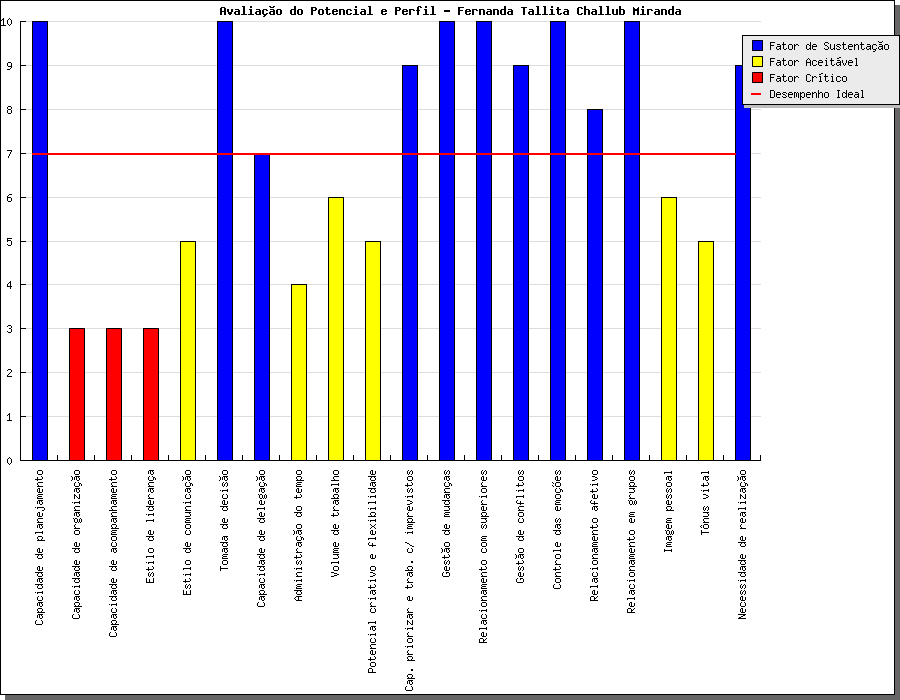 Avaliação do Potencial e Perfil - Fernanda Tallita Challub Miranda
Fator de Sustentação
Fator Aceitável
Fator Crítico
Desempenho Ideal
10
9
8
7
6
5
4
3
2
1
0
Capacidade de planejamento
Capacidade de organização
Capacidade de acompanhamento
Estilo de liderança
Estilo de comunicação
Tomada de decisão
Capacidade de delegação
Administração do tempo
Volume de trabalho
Potencial criativo e flexibilidade
Cap. priorizar e trab. c/ imprevistos
Gestão de mudanças
Relacionamento com superiores
Gestão de conflitos
Controle das emoções
Relacionamento afetivo
Relacionamento em grupos
Imagem pessoal
Tônus vital
Necessidade de realização